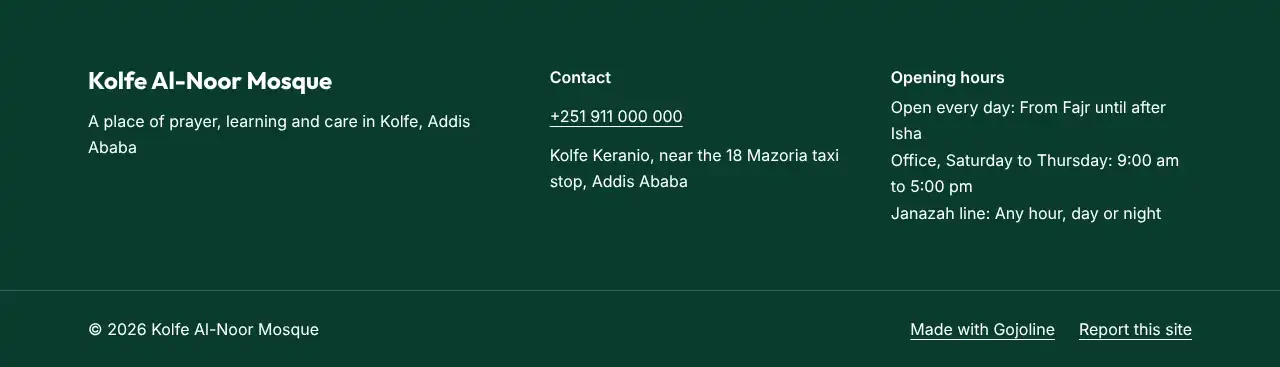 Kolfe Al-Noor Mosque
A place of prayer, learning and care in Kolfe, Addis
Ababa
Contact
+251 911 000 000
Kolfe Keranio, near the 18 Mazoria taxi
stop, Addis Ababa
Opening hours
Open every day: From Fajr until after
Isha
Office, Saturday to Thursday: 9:00 am
to 5:00 pm
Janazah line: Any hour, day or night
© 2026 Kolfe Al-Noor Mosque
Made with Gojoline
Report this site